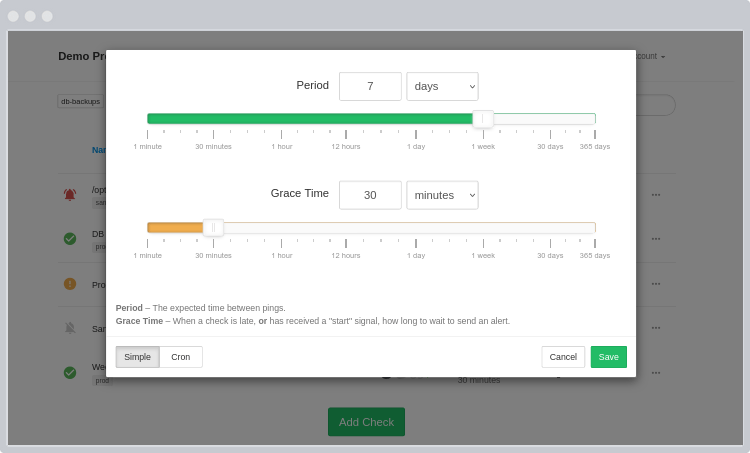 Demo Pr
count
db-backups
Period 7 days
1 minute 30 minutes 1 hour 12 hours 1 day 1 week 30 days 365 days
Nar
Grace Time 30 minutes
/opt
san
1 minute 30 minutes 1 hour 12 hours 1 day 1 week 30 days 365 days
DB
prod
Pro
Period – The expected time between pings.
Grace Time – When a check is late, or has received a "start" signal, how long to wait to send an alert.
Sar
Simple Cron Cancel Save
We
prod
30 minutes
Add Check